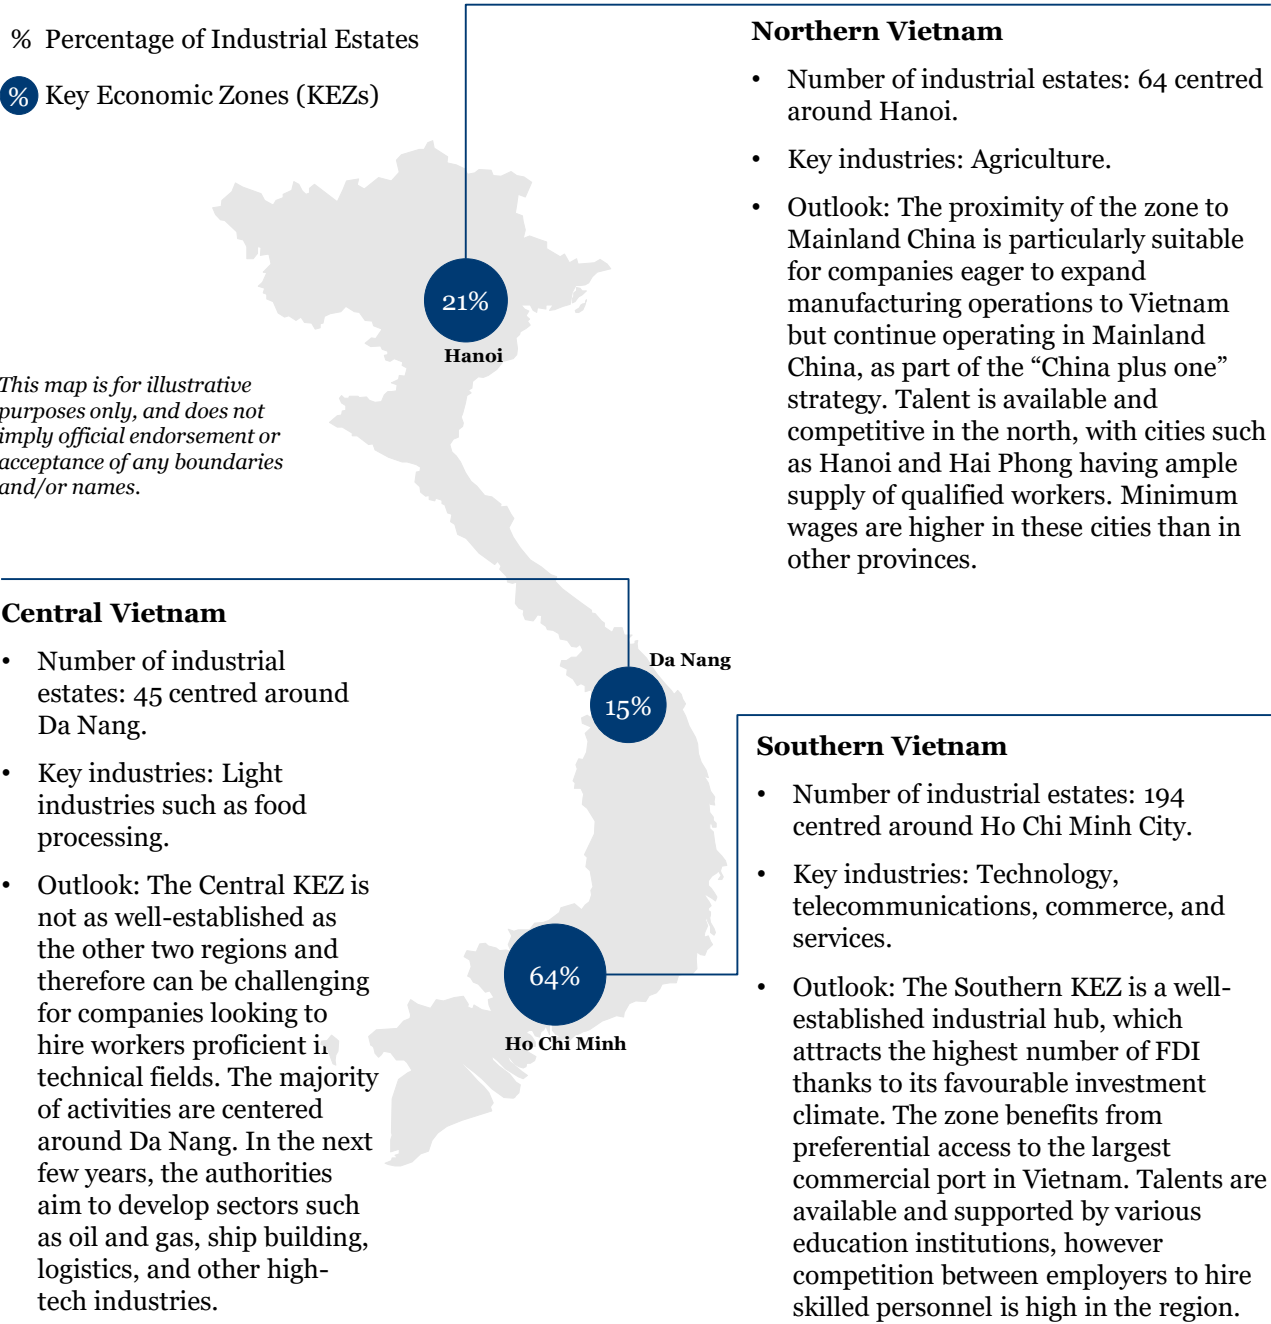 % Percentage of Industrial Estates
% Key Economic Zones (KEZs)
Northern Vietnam
• Number of industrial estates: 64 centred
around Hanoi.
• Key industries: Agriculture.
• Outlook: The proximity of the zone to
Mainland China is particularly suitable
for companies eager to expand
manufacturing operations to Vietnam
but continue operating in Mainland
China, as part of the “China plus one”
strategy. Talent is available and
competitive in the north, with cities such
as Hanoi and Hai Phong having ample
supply of qualified workers. Minimum
wages are higher in these cities than in
other provinces.
21%
Hanoi
This map is for illustrative
purposes only, and does not
imply official endorsement or
acceptance of any boundaries
and/or names.
Central Vietnam
• Number of industrial
estates: 45 centred around
Da Nang.
• Key industries: Light
industries such as food
processing.
• Outlook: The Central KEZ is
not as well-established as
the other two regions and
therefore can be challenging
for companies looking to
hire workers proficient
technical fields. The majority
of activities are centered
around Da Nang. In the next
few years, the authorities
aim to develop sectors such
as oil and gas, ship building,
logistics, and other high-
tech industries.
Da Nang
15%
64%
Ho Chi Minh
Southern Vietnam
• Number of industrial estates: 194
centred around Ho Chi Minh City.
• Key industries: Technology,
telecommunications, commerce, and
services.
• Outlook: The Southern KEZ is a well-
established industrial hub, which
attracts the highest number of FDI
thanks to its favourable investment
climate. The zone benefits from
preferential access to the largest
commercial port in Vietnam. Talents are
available and supported by various
education institutions, however
competition between employers to hire
skilled personnel is high in the region.